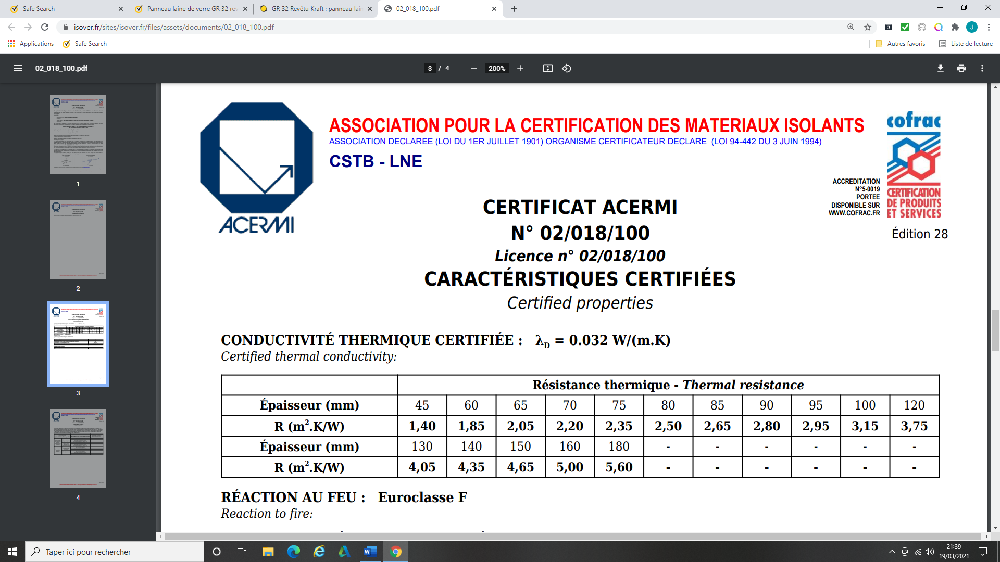 Safe Search
Panneau laine de verre GR 32 rev
GR 32 Revêtu Kraft : panneau lain
02_018_100.pdf
isover.fr/sites/isover.fr/files/assets/documents/02_018_100.pdf
J
Applications
Safe Search
Autres favoris
Liste de lecture
02_018_100.pdf
3 / 4
200%
1
2
3
4
ACERMI
ASSOCIATION POUR LA CERTIFICATION DES MATERIAUX ISOLANTS
ASSOCIATION DECLAREE (LOI DU 1ER JUILLET 1901) ORGANISME CERTIFICATEUR DECLARE (LOI 94-442 DU 3 JUIN 1994)
CSTB - LNE
cofrac
CERTIFICATION
DE PRODUITS
ET SERVICES
ACCREDITATION
N°5-0019
PORTEE
DISPONIBLE SUR
WWW.COFRAC.FR
Édition 28
CERTIFICAT ACERMI
N° 02/018/100
Licence n° 02/018/100
CARACTÉRISTIQUES CERTIFIÉES
Certified properties
CONDUCTIVITÉ THERMIQUE CERTIFIÉE : λD = 0.032 W/(m.K)
Certified thermal conductivity:
Résistance thermique - Thermal resistance
Épaisseur (mm) 45 60 65 70 75 80 85 90 95 100 120
R (m².K/W) 1,40 1,85 2,05 2,20 2,35 2,50 2,65 2,80 2,95 3,15 3,75
Épaisseur (mm) 130 140 150 160 180 - - - - - -
R (m².K/W) 4,05 4,35 4,65 5,00 5,60 - - - - - -
RÉACTION AU FEU : Euroclasse F
Reaction to fire:
Taper ici pour rechercher
21:39
19/03/2021